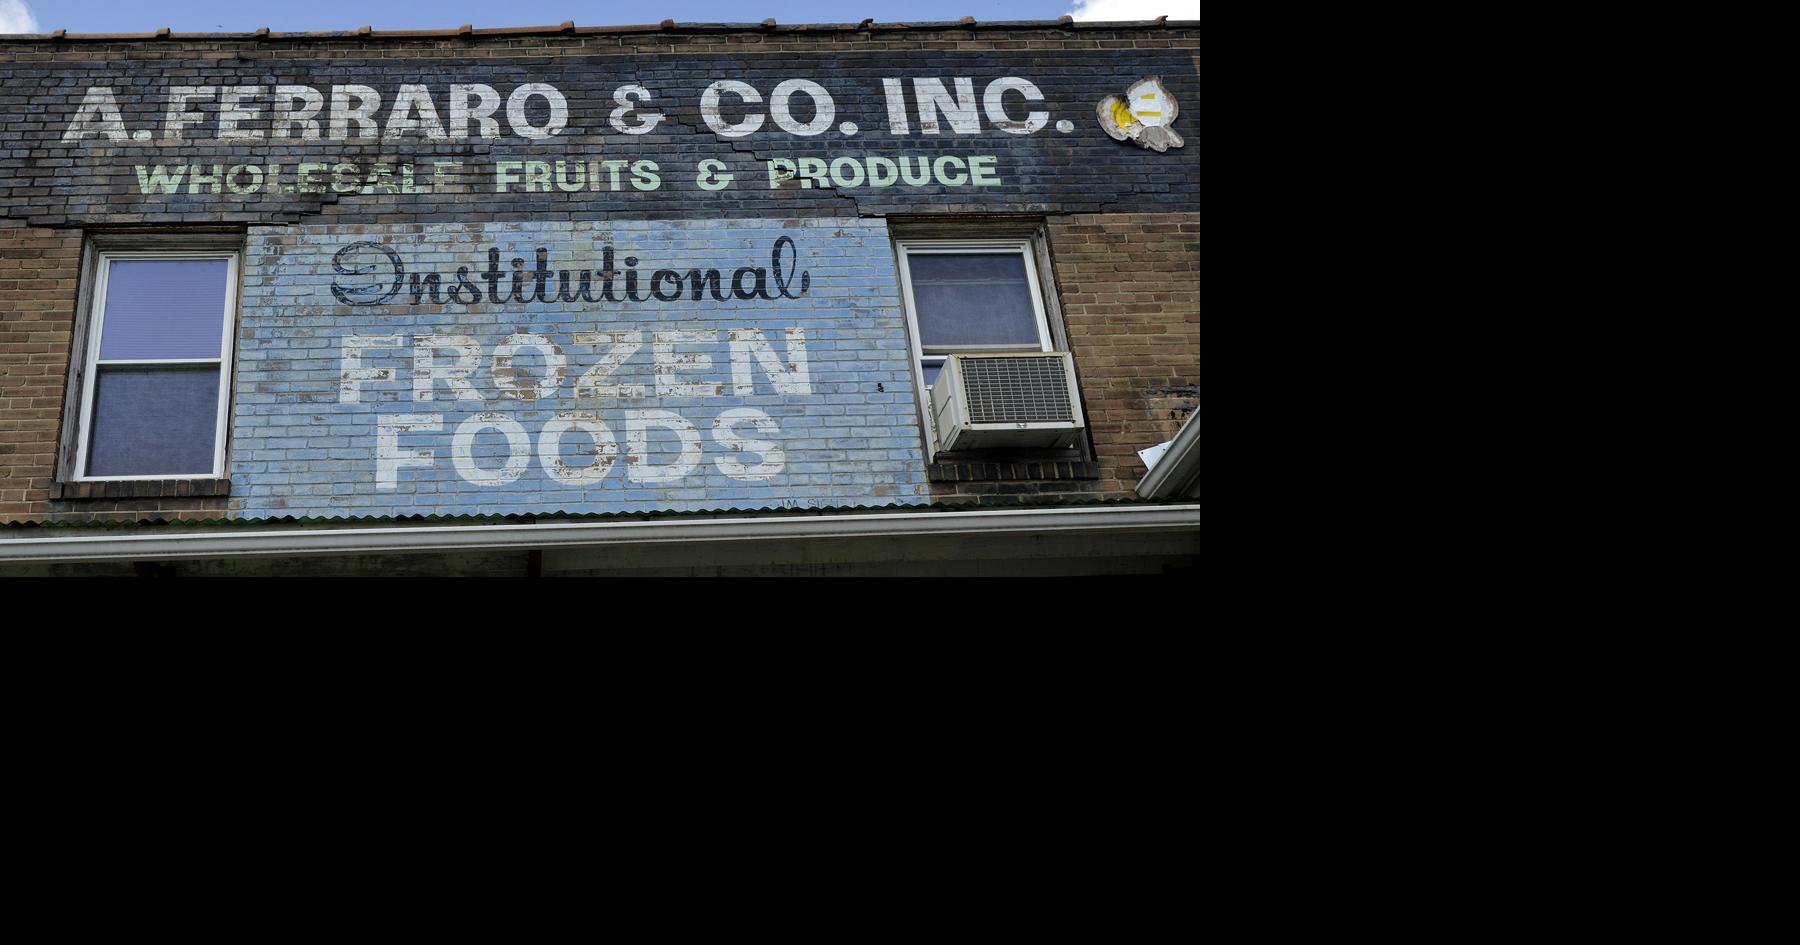 A. FERRARO & CO. INC.
WHOLESALE FRUITS & PRODUCE
Institutional
FROZEN
FOODS